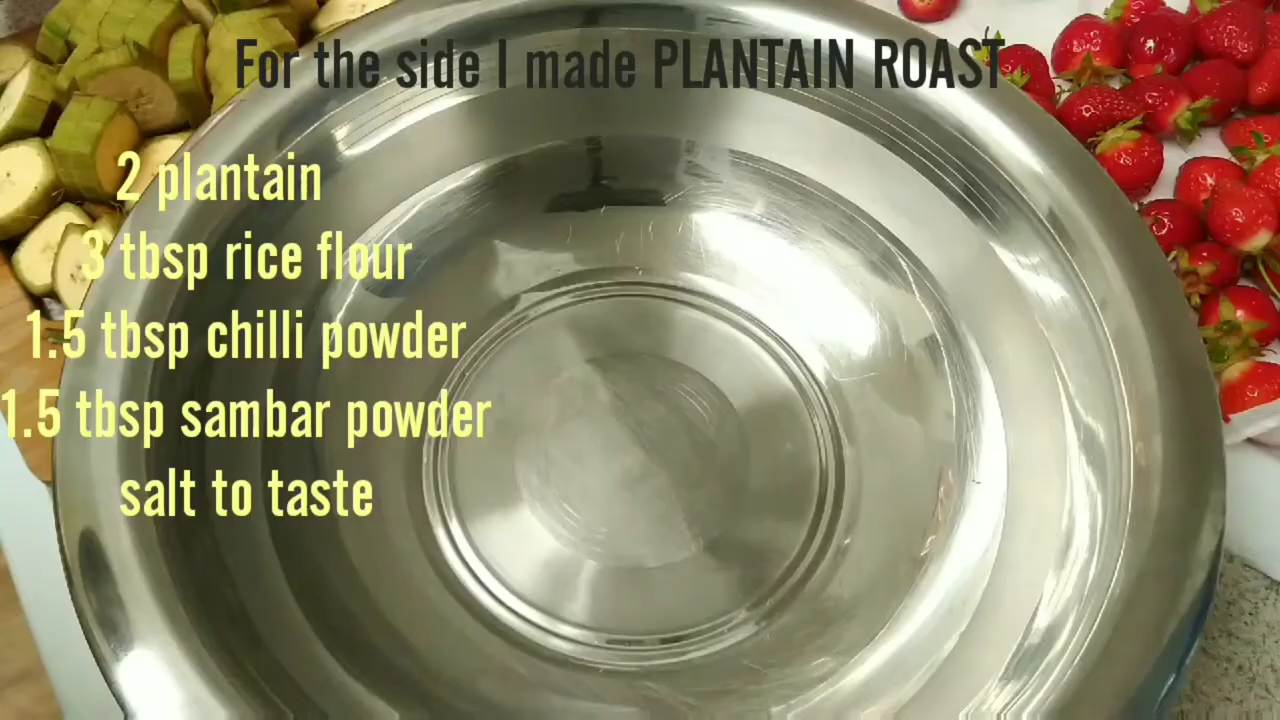 For the side I made PLANTAIN ROAST
2 plantain
3 tbsp rice flour
1.5 tbsp chilli powder
1.5 tbsp sambar powder
salt to taste